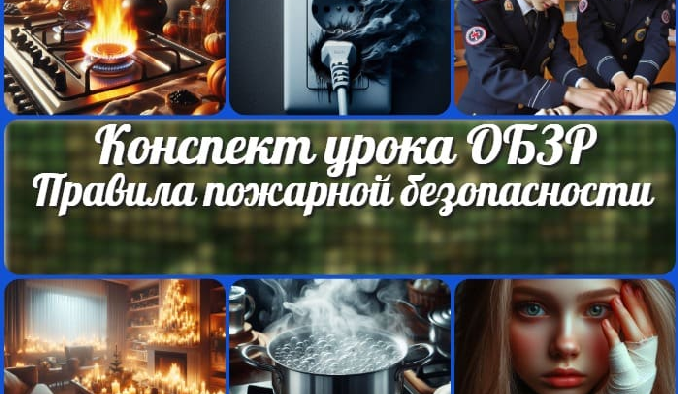 Конспект урока ОБЗР
Правила пожарной безопасности